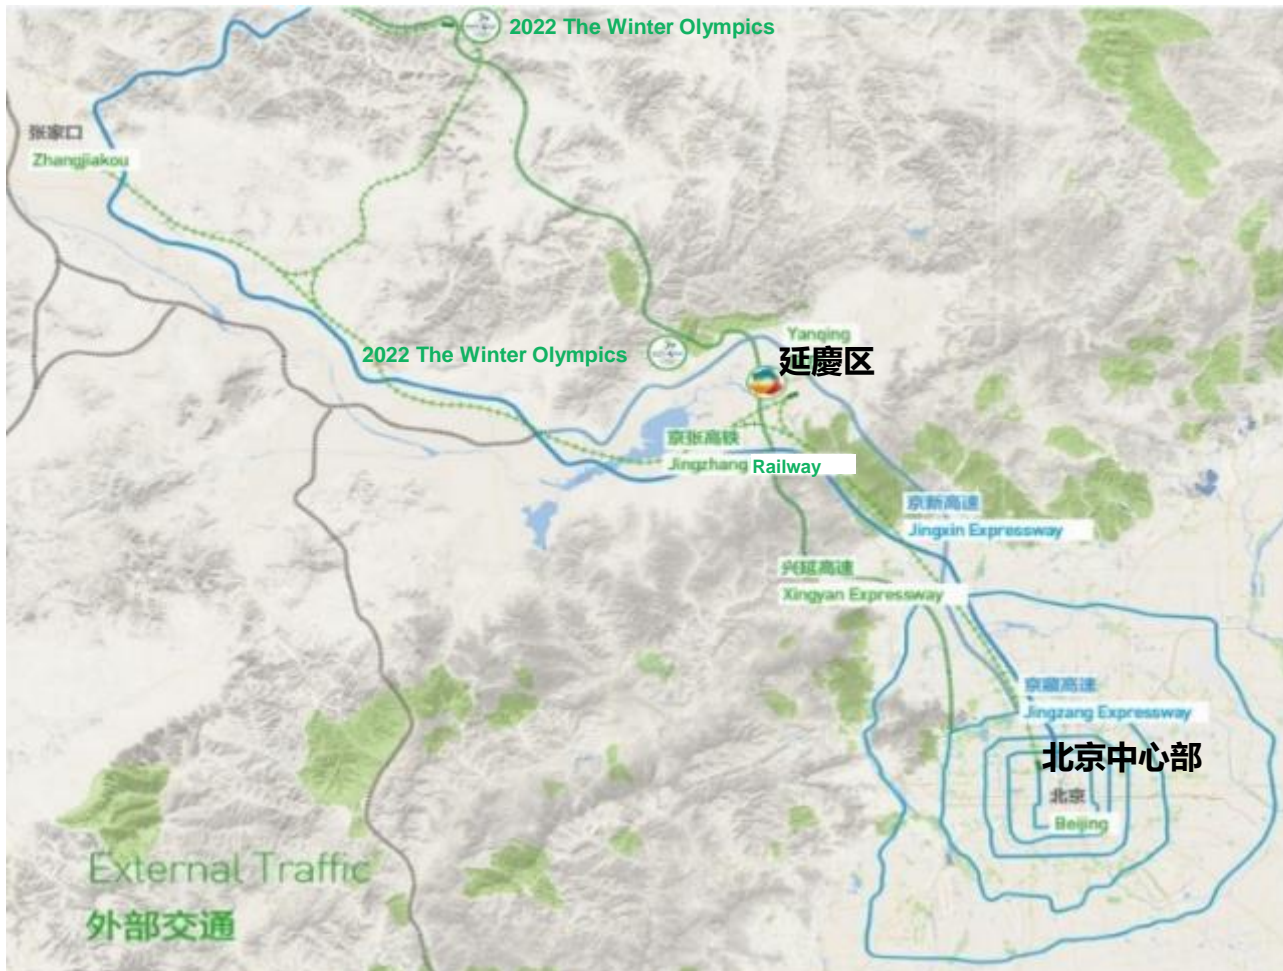 2022 The Winter Olympics
张家口
Zhangjiakou
Yanqing
延慶区
2022 The Winter Olympics
京张高铁
Jingzhang Railway
京新高速
Jingxin Expressway
兴延高速
Xingyan Expressway
京藏高速
Jingzang Expressway
北京中心部
北京
Beijing
External Traffic
外部交通